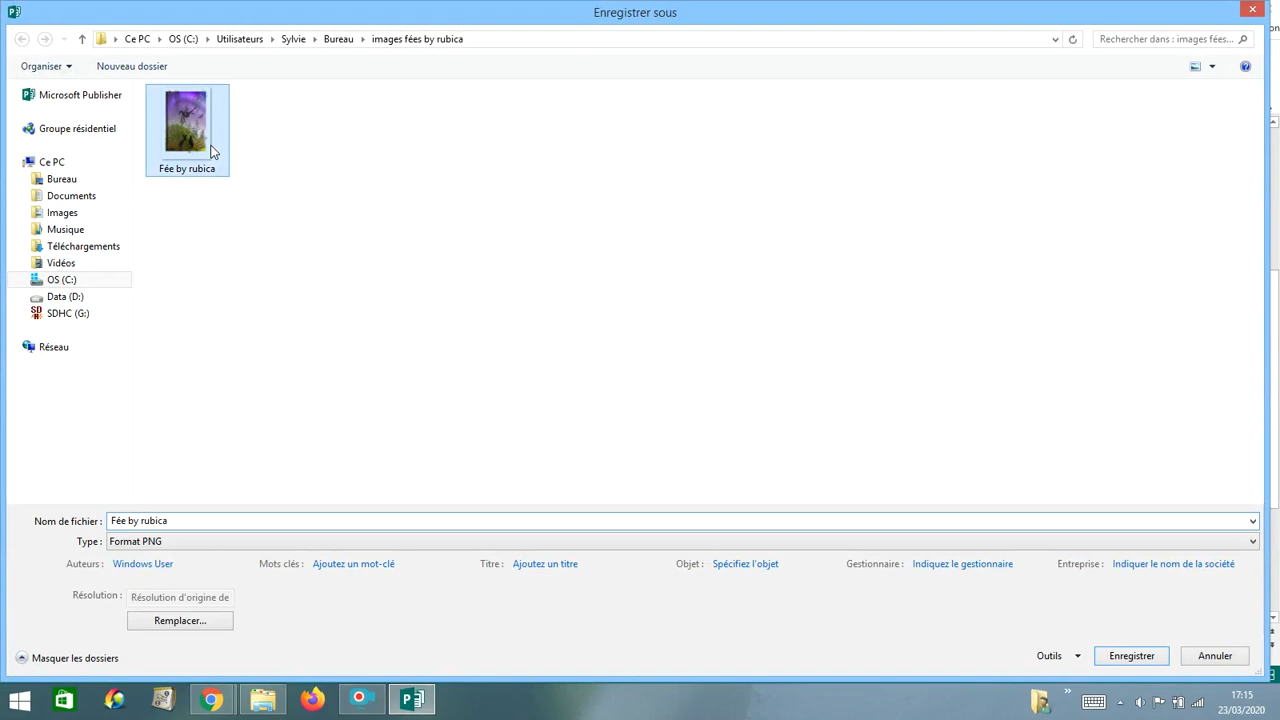 Enregistrer sous
Ce PC
OS (C:)
Utilisateurs
Sylvie
Bureau
images fées by rubica
Rechercher dans : images fées...
Organiser
Nouveau dossier
Microsoft Publisher
Groupe résidentiel
Ce PC
Bureau
Documents
Images
Musique
Téléchargements
Vidéos
OS (C:)
Data (D:)
SDHC (G:)
Réseau
Fée by rubica
Nom de fichier : Fée by rubica
Type : Format PNG
Auteurs : Windows User
Mots clés : Ajoutez un mot-clé
Titre : Ajoutez un titre
Objet : Spécifiez l'objet
Gestionnaire : Indiquez le gestionnaire
Entreprise : Indiquer le nom de la société
Résolution : Résolution d'origine de
Remplacer...
Masquer les dossiers
Outils
Enregistrer
Annuler
17:15
23/03/2020